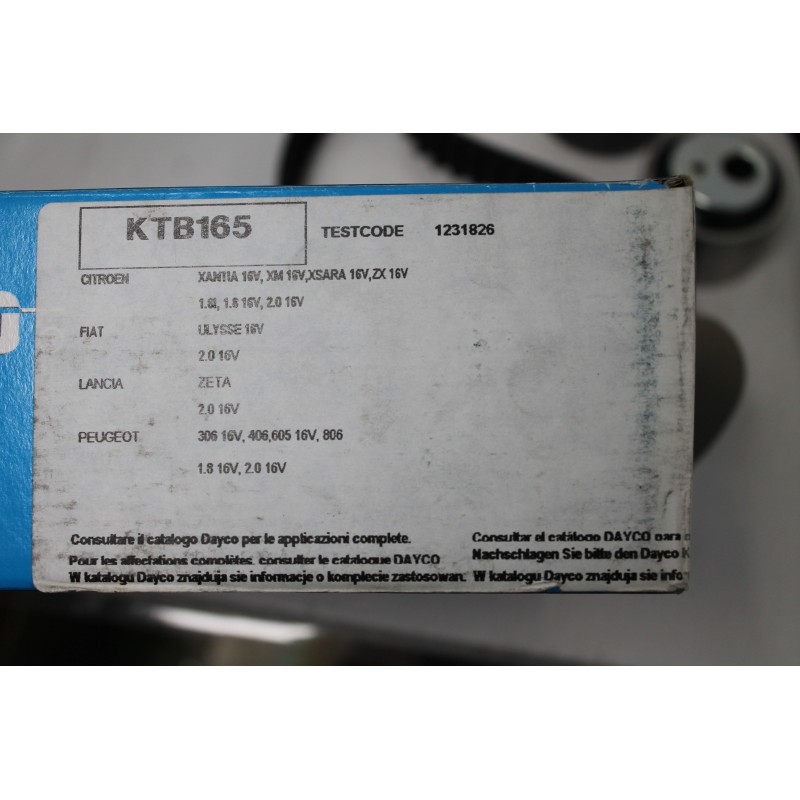 KTB165 TESTCODE 1231826
CITROEN XANTIA 16V, XM 16V,XSARA 16V,ZX 16V
1.8I, 1.8 16V, 2.0 16V
FIAT ULYSSE 16V
2.0 16V
LANCIA ZETA
2.0 16V
PEUGEOT 306 16V, 406,605 16V, 806
1.8 16V, 2.0 16V
Consultare il catalogo Dayco per le applicazioni complete. Consultar el catálogo DAYCO para
Pour les affectations complètes, consulter le catalogue DAYCO Nachschlagen Sie bitte den Dayco K
W katalogu Dayco znajduja sie informacje o komplecie zastosowan. W katalogu Dayco znajduja sie infor